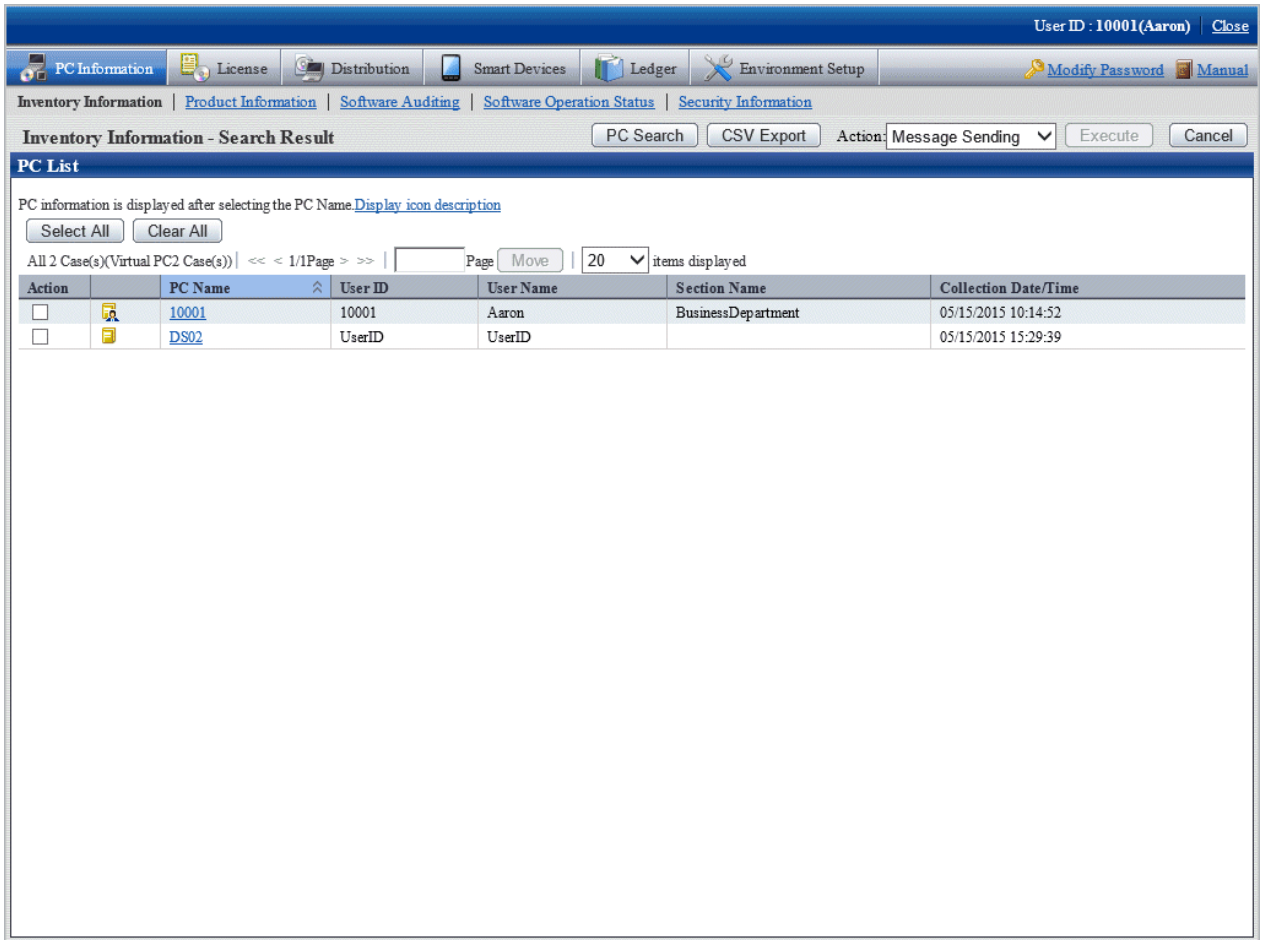 User ID : 10001(Aaron) Close
PC Information License Distribution Smart Devices Ledger Environment Setup Modify Password Manual
Inventory Information | Product Information | Software Auditing | Software Operation Status | Security Information
Inventory Information - Search Result PC Search CSV Export Action: Message Sending Execute Cancel
PC List
PC information is displayed after selecting the PC Name.Display icon description
Select All Clear All
All 2 Case(s)(Virtual PC2 Case(s)) | << < 1/1Page > >> | Page Move | 20 items displayed
Action PC Name User ID User Name Section Name Collection Date/Time
10001 10001 Aaron BusinessDepartment 05/15/2015 10:14:52
DS02 UserID UserID 05/15/2015 15:29:39